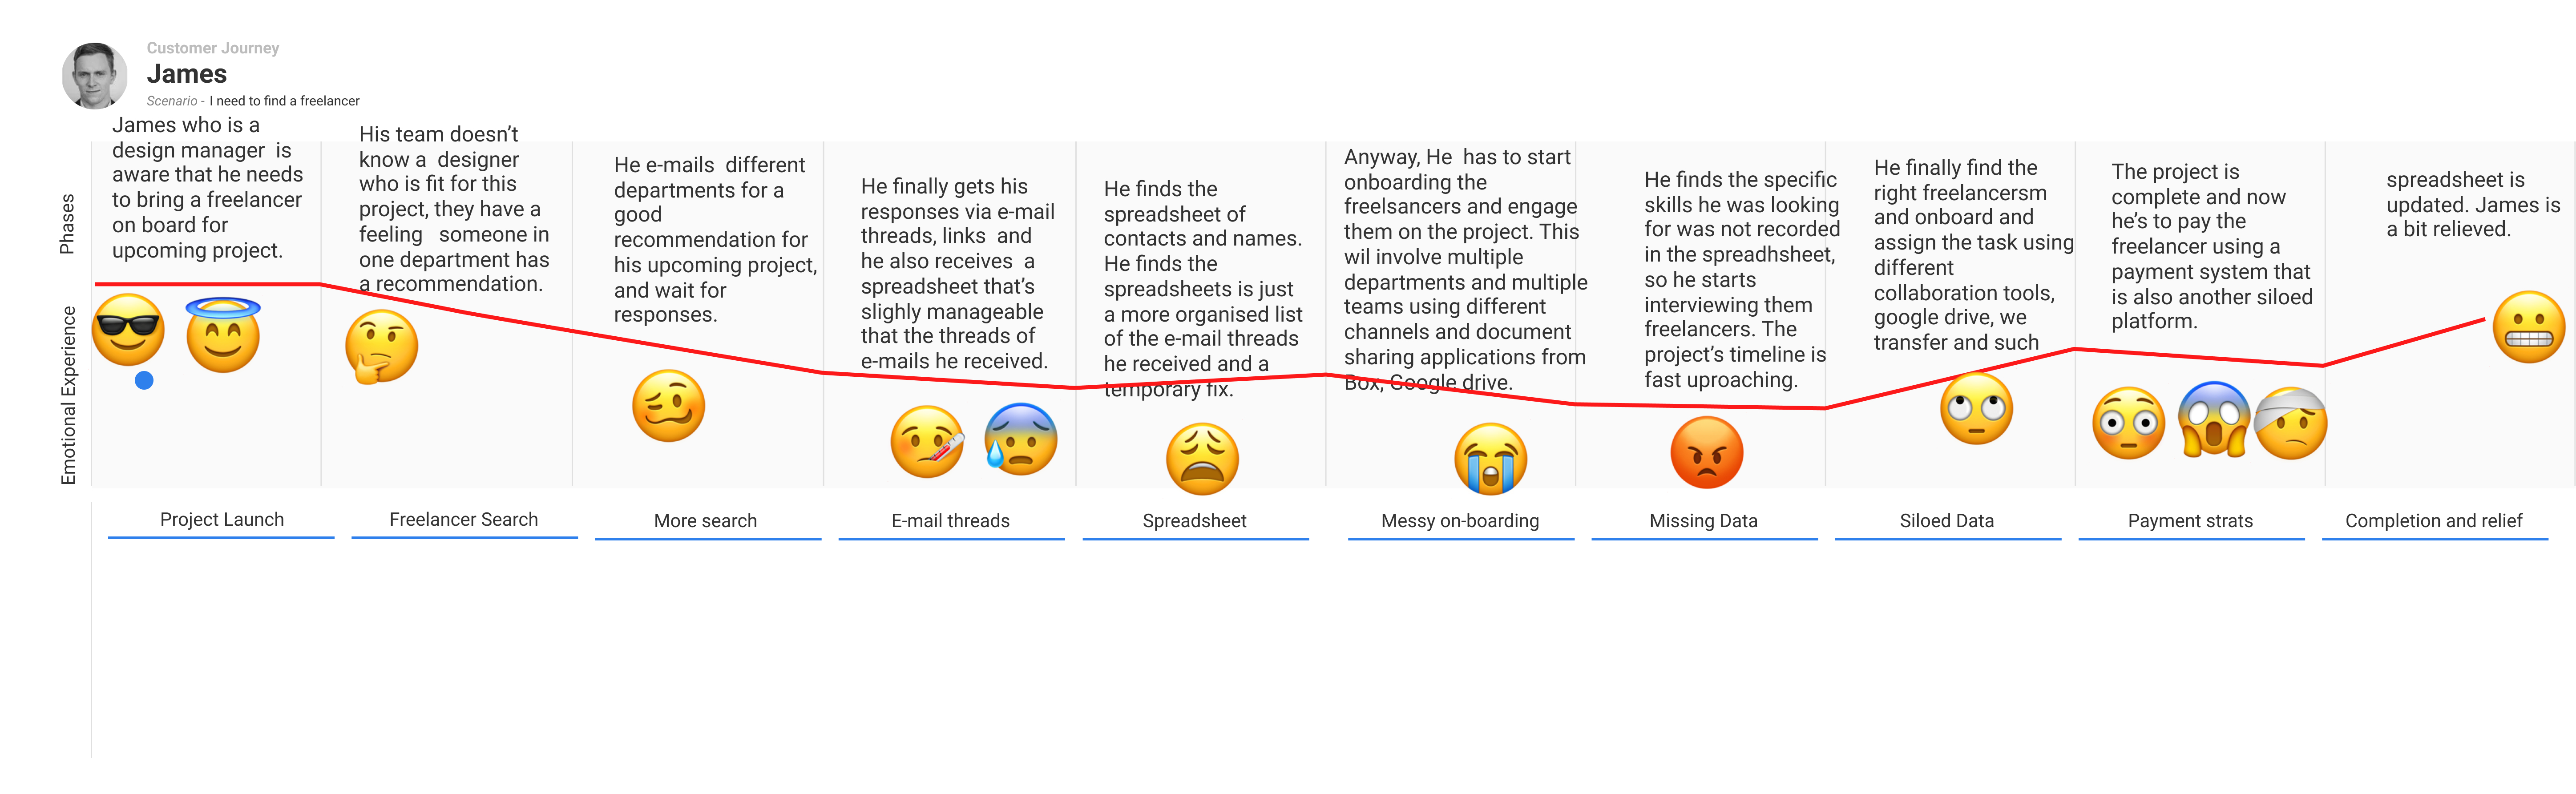 Customer Journey
James
Scenario - I need to find a freelancer
Phases
Emotional Experience
James who is a
design manager is
aware that he needs
to bring a freelancer
on board for
upcoming project.
His team doesn’t
know a designer
who is fit for this
project, they have a
feeling someone in
one department has
a recommendation.
He e-mails different
departments for a
good
recommendation for
his upcoming project,
and wait for
responses.
He finally gets his
responses via e-mail
threads, links and
he also receives a
spreadsheet that’s
slighly manageable
that the threads of
e-mails he received.
He finds the
spreadsheet of
contacts and names.
He finds the
spreadsheets is just
a more organised list
of the e-mail threads
he received and a
temporary fix.
Anyway, He has to start
onboarding the
freelsancers and engage
them on the project. This
wil involve multiple
departments and multiple
teams using different
channels and document
sharing applications from
Box, Google drive.
He finds the specific
skills he was looking
for was not recorded
in the spreadhsheet,
so he starts
interviewing them
freelancers. The
project’s timeline is
fast uproaching.
He finally find the
right freelancersm
and onboard and
assign the task using
different
collaboration tools,
google drive, we
transfer and such
The project is
complete and now
he’s to pay the
freelancer using a
payment system that
is also another siloed
platform.
spreadsheet is
updated. James is
a bit relieved.
Project Launch
Freelancer Search
More search
E-mail threads
Spreadsheet
Messy on-boarding
Missing Data
Siloed Data
Payment strats
Completion and relief